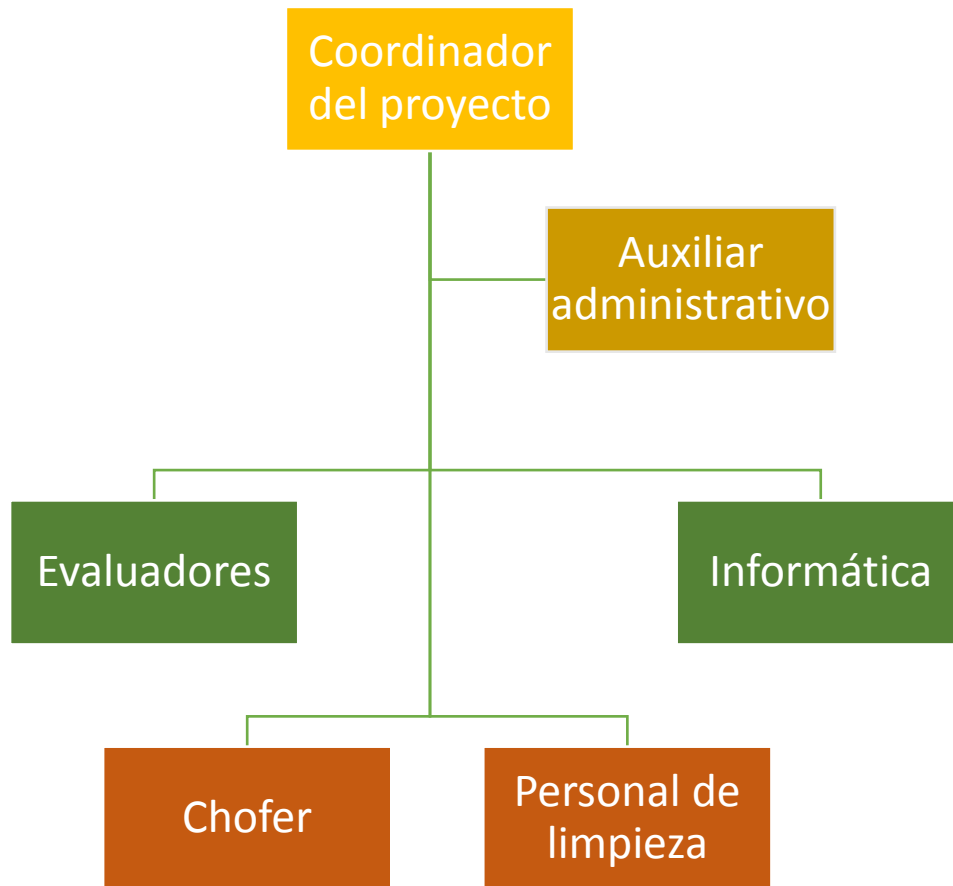 Coordinador
del proyecto
Auxiliar
administrativo
Evaluadores
Informática
Chofer
Personal de
limpieza